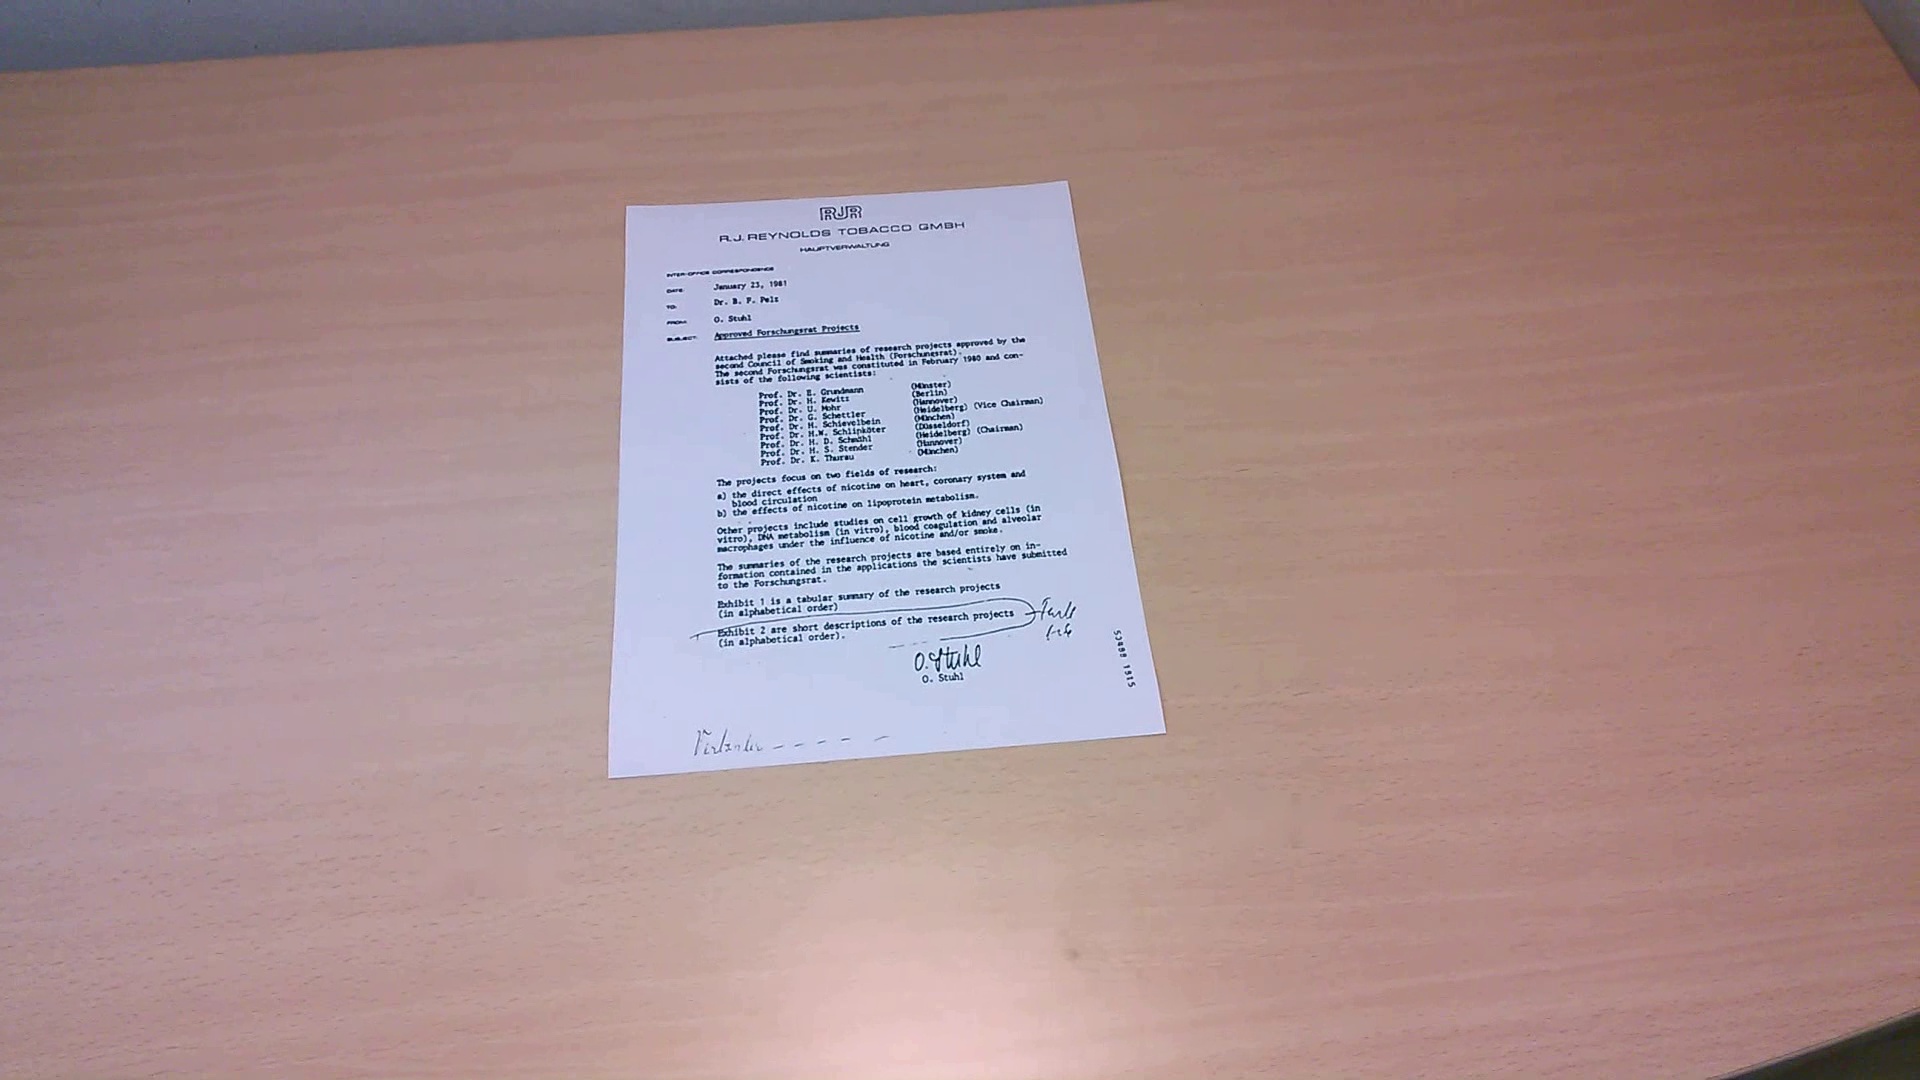 RJR
R.J. REYNOLDS TOBACCO GMBH
HAUPTVERWALTUNG
INTER-OFFICE CORRESPONDENCE
DATE: January 23, 1981
TO: Dr. B. F. Pelz
FROM: O. Stuhl
SUBJECT: Approved Forschungsrat Projects
Attached please find summaries of research projects approved by the
second Council of Smoking and Health (Forschungsrat).
The second Forschungsrat was constituted in February 1980 and con-
sists of the following scientists:
Prof. Dr. E. Grundmann (Münster)
Prof. Dr. H. Kewitz (Berlin)
Prof. Dr. U. Mohr (Hannover)
Prof. Dr. G. Schettler (Heidelberg) (Vice Chairman)
Prof. Dr. H. Schievelbein (München)
Prof. Dr. H.W. Schlipköter (Düsseldorf)
Prof. Dr. H. D. Schmähl (Heidelberg) (Chairman)
Prof. Dr. H. S. Stender (Hannover)
Prof. Dr. K. Thurau (München)
The projects focus on two fields of research:
a) the direct effects of nicotine on heart, coronary system and
blood circulation
b) the effects of nicotine on lipoprotein metabolism.
Other projects include studies on cell growth of kidney cells (in
vitro), DNA metabolism (in vitro), blood coagulation and alveolar
macrophages under the influence of nicotine and/or smoke.
The summaries of the research projects are based entirely on in-
formation contained in the applications the scientists have submitted
to the Forschungsrat.
Exhibit 1 is a tabular summary of the research projects
(in alphabetical order)
Exhibit 2 are short descriptions of the research projects
(in alphabetical order).
O. Stuhl
O. Stuhl